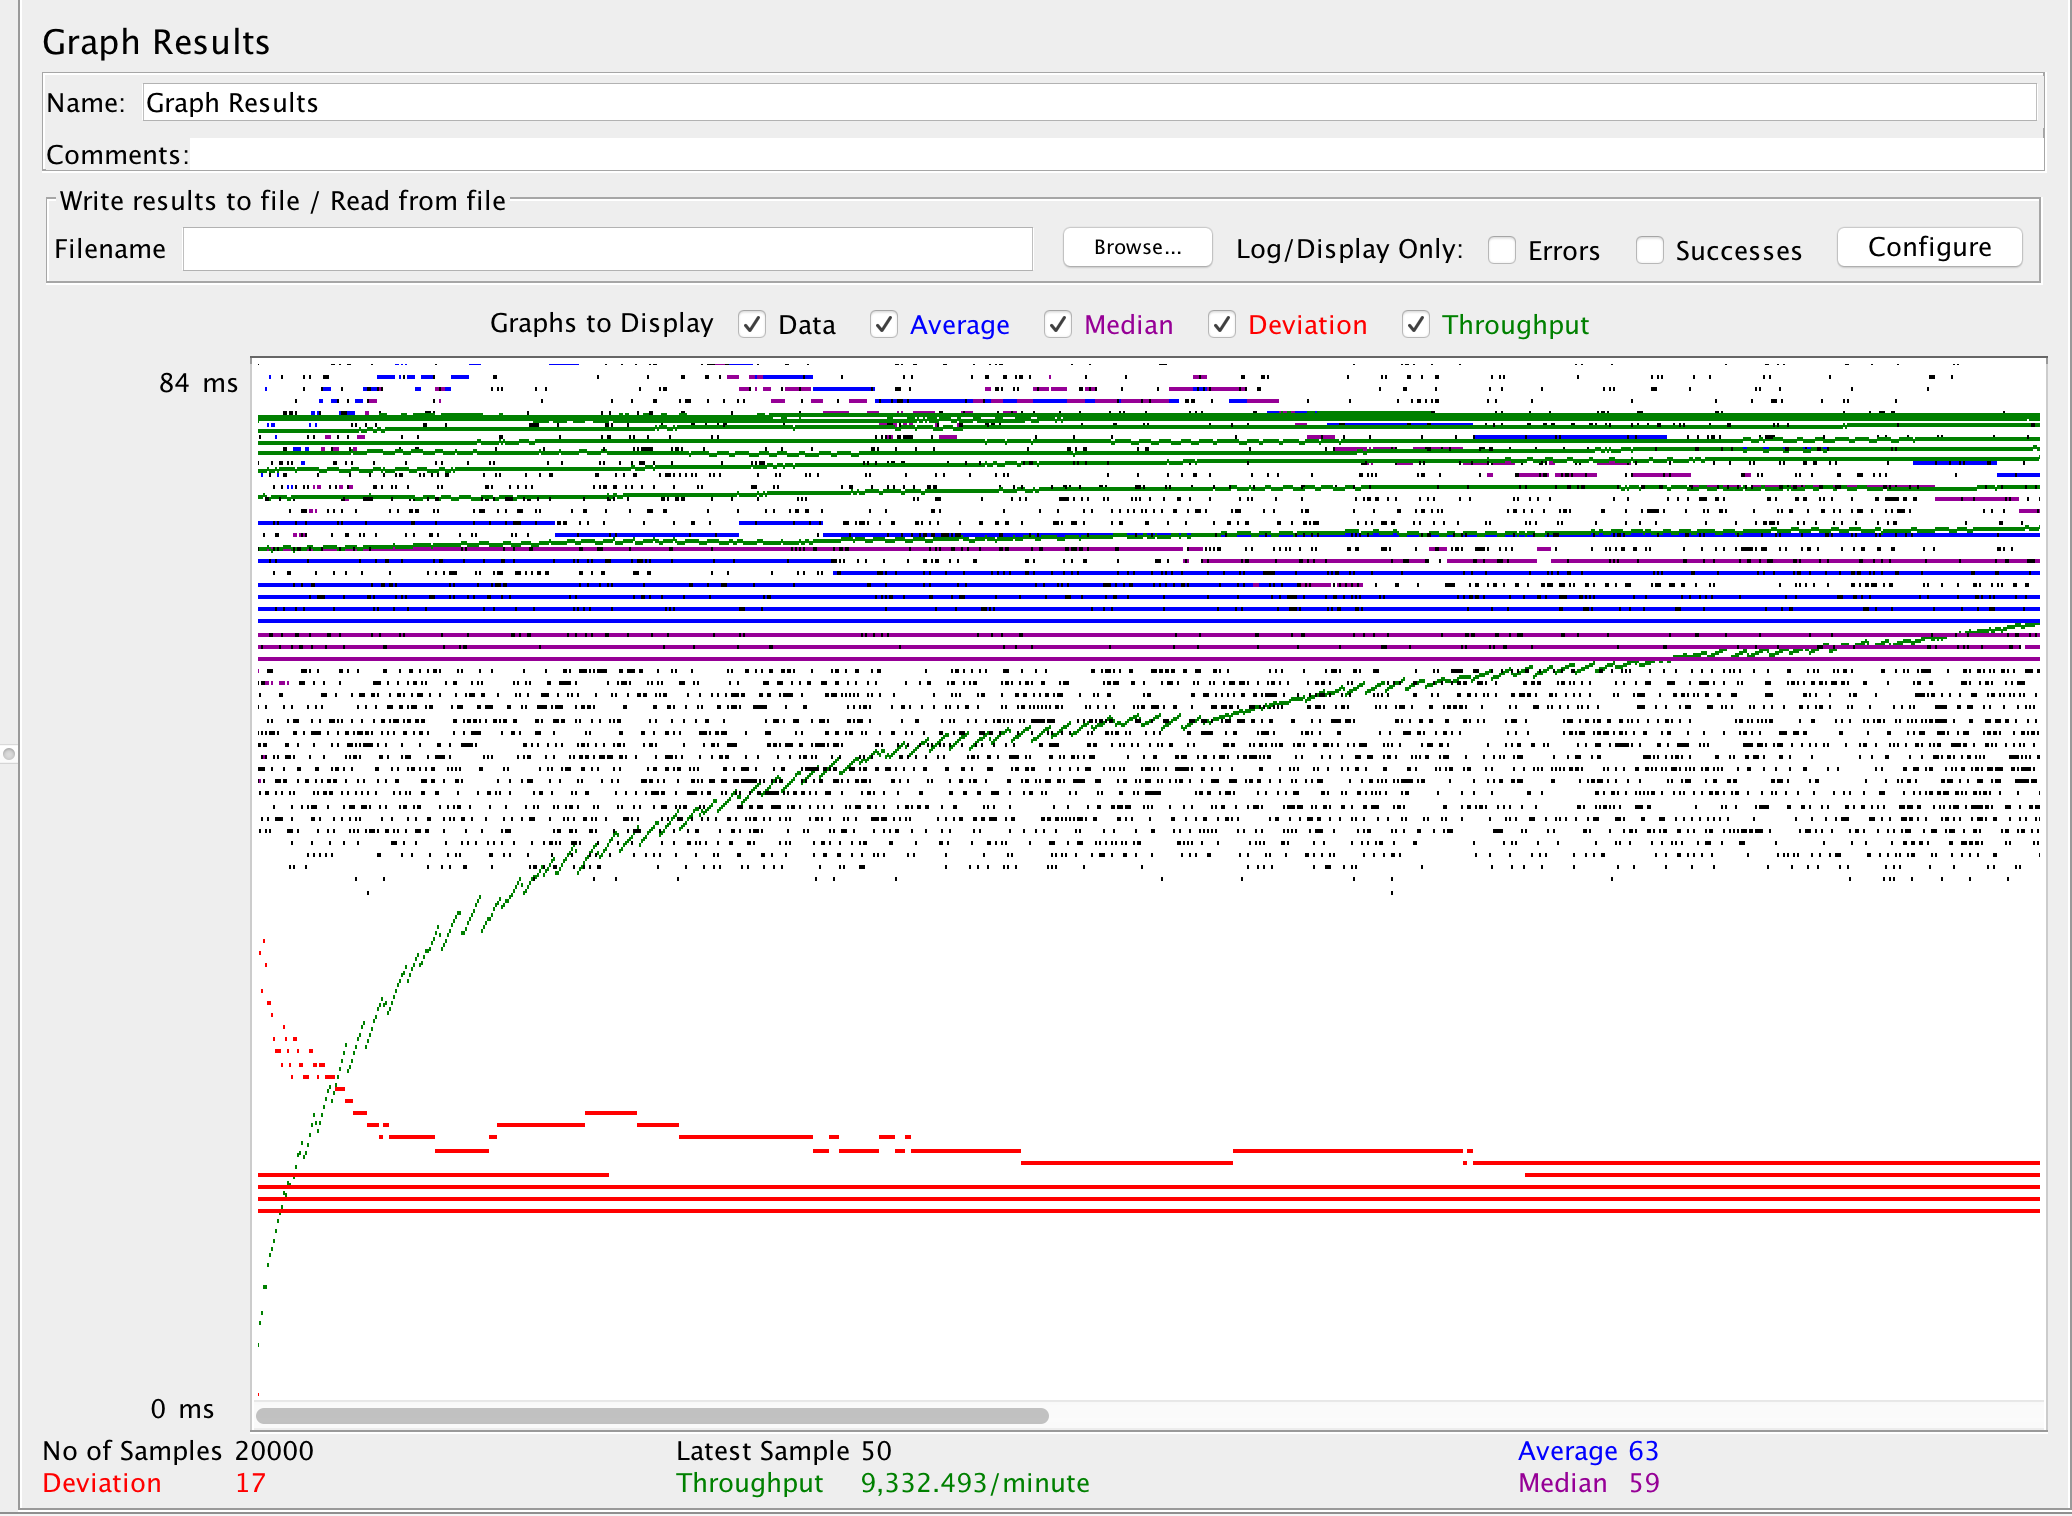 Graph Results
Name: Graph Results
Comments:
Write results to file / Read from file
Filename Browse... Log/Display Only: Errors Successes Configure
Graphs to Display Data Average Median Deviation Throughput
84 ms
0 ms
No of Samples 20000 Latest Sample 50 Average 63
Deviation 17 Throughput 9,332.493/minute Median 59